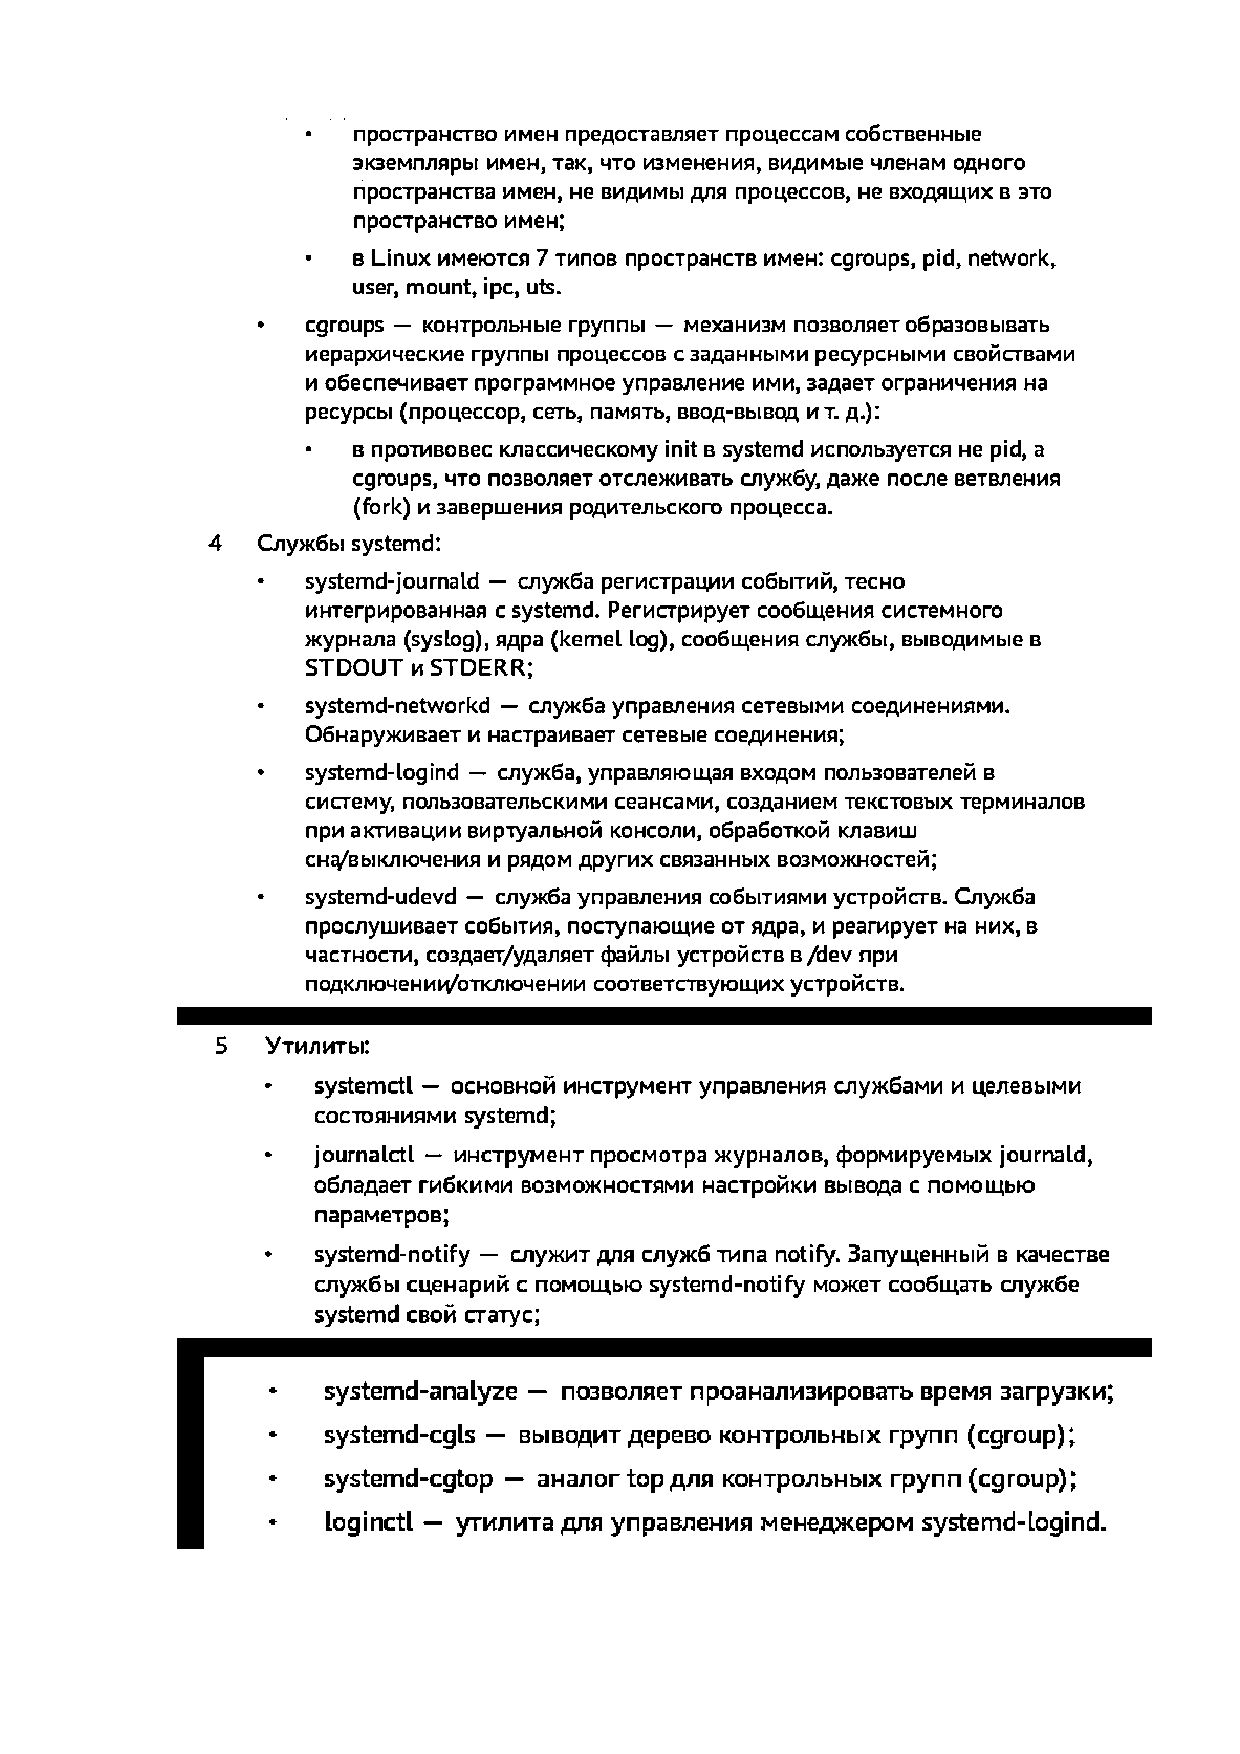 • пространство имен предоставляет процессам собственные
экземпляры имен, так, что изменения, видимые членам одного
пространства имен, не видимы для процессов, не входящих в это
пространство имен;
• в Linux имеются 7 типов пространств имен: cgroups, pid, network,
user, mount, ipc, uts.
• cgroups — контрольные группы — механизм позволяет образовывать
иерархические группы процессов с заданными ресурсными свойствами
и обеспечивает программное управление ими, задает ограничения на
ресурсы (процессор, сеть, память, ввод-вывод и т. д.):
• в противовес классическому init в systemd используется не pid, а
cgroups, что позволяет отслеживать службу, даже после ветвления
(fork) и завершения родительского процесса.
4 Службы systemd:
• systemd-journald — служба регистрации событий, тесно
интегрированная с systemd. Регистрирует сообщения системного
журнала (syslog), ядра (kernel log), сообщения службы, выводимые в
STDOUT и STDERR;
• systemd-networkd — служба управления сетевыми соединениями.
Обнаруживает и настраивает сетевые соединения;
• systemd-logind — служба, управляющая входом пользователей в
систему, пользовательскими сеансами, созданием текстовых терминалов
при активации виртуальной консоли, обработкой клавиш
сна/выключения и рядом других связанных возможностей;
• systemd-udevd — служба управления событиями устройств. Служба
прослушивает события, поступающие от ядра, и реагирует на них, в
частности, создает/удаляет файлы устройств в /dev при
подключении/отключении соответствующих устройств.
5 Утилиты:
• systemctl — основной инструмент управления службами и целевыми
состояниями systemd;
• journalctl — инструмент просмотра журналов, формируемых journald,
обладает гибкими возможностями настройки вывода с помощью
параметров;
• systemd-notify — служит для служб типа notify. Запущенный в качестве
службы сценарий с помощью systemd-notify может сообщать службе
systemd свой статус;
• systemd-analyze — позволяет проанализировать время загрузки;
• systemd-cgls — выводит дерево контрольных групп (cgroup);
• systemd-cgtop — аналог top для контрольных групп (cgroup);
• loginctl — утилита для управления менеджером systemd-logind.